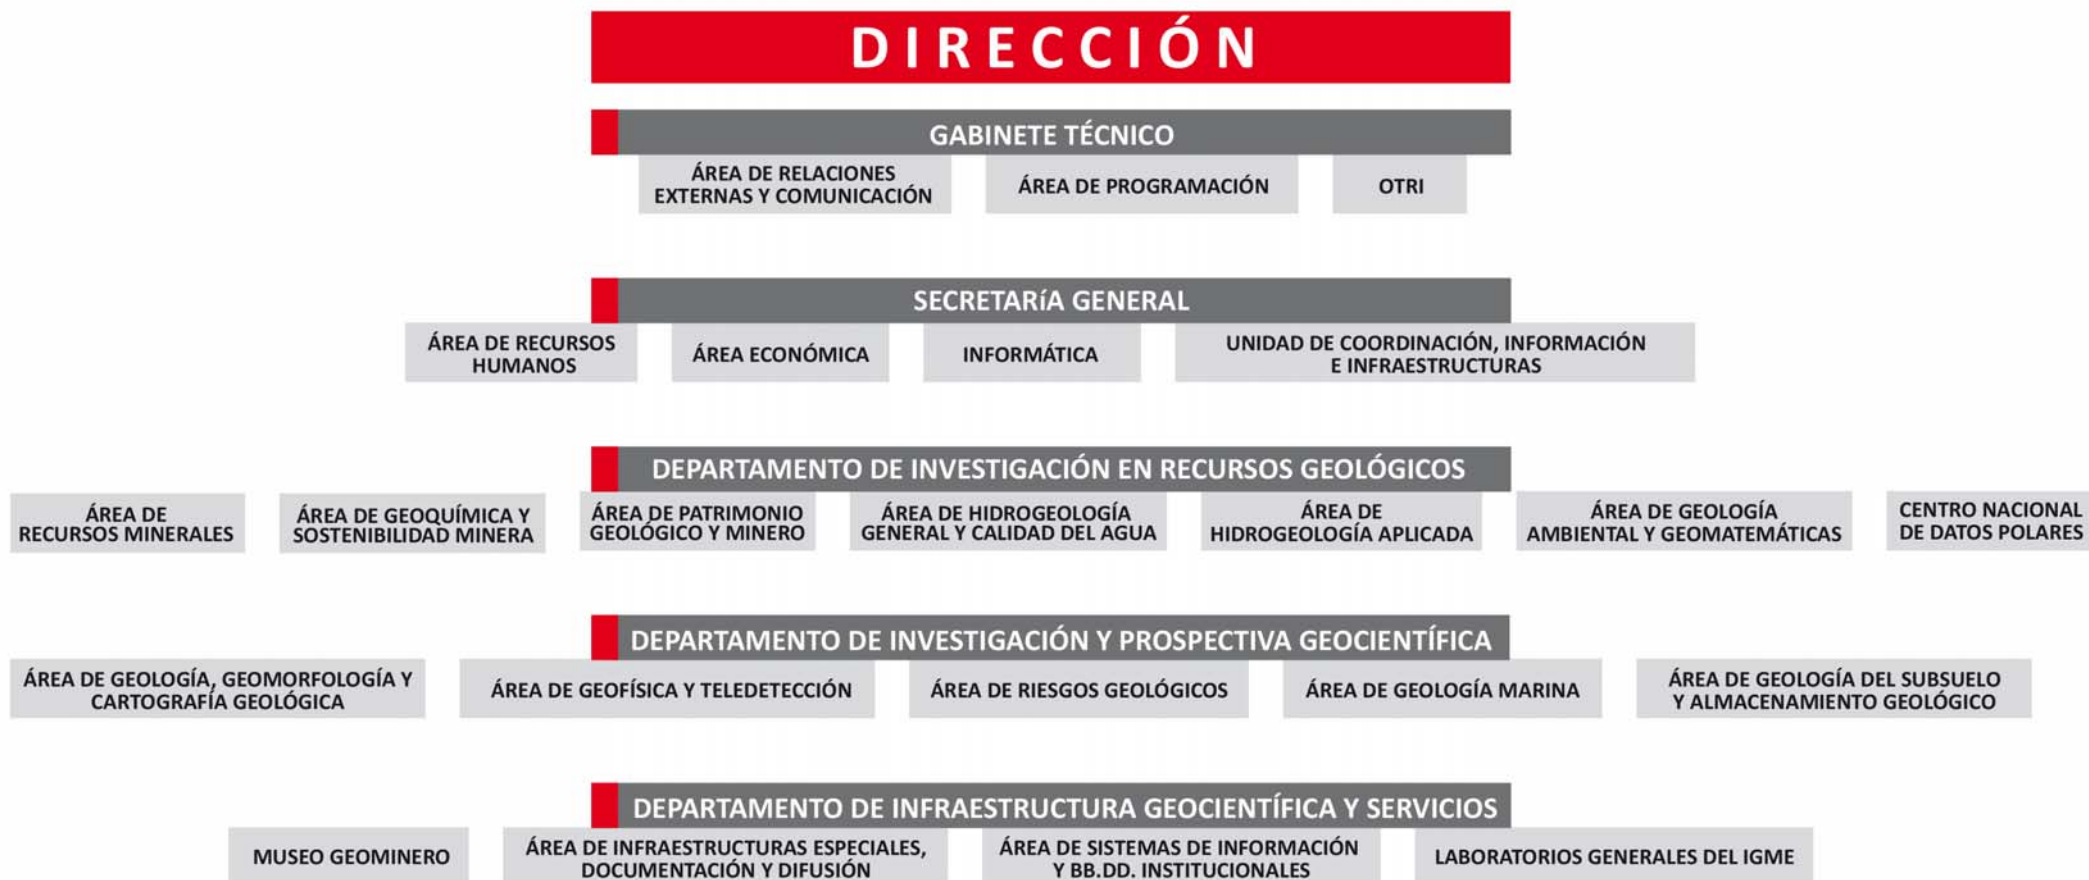 DIRECCIÓN
GABINETE TÉCNICO
ÁREA DE RELACIONES
EXTERNAS Y COMUNICACIÓN
ÁREA DE PROGRAMACIÓN
OTRI
SECRETARíA GENERAL
ÁREA DE RECURSOS
HUMANOS
ÁREA ECONÓMICA
INFORMÁTICA
UNIDAD DE COORDINACIÓN, INFORMACIÓN
E INFRAESTRUCTURAS
DEPARTAMENTO DE INVESTIGACIÓN EN RECURSOS GEOLÓGICOS
ÁREA DE
RECURSOS MINERALES
ÁREA DE GEOQUÍMICA Y
SOSTENIBILIDAD MINERA
ÁREA DE PATRIMONIO
GEOLÓGICO Y MINERO
ÁREA DE HIDROGEOLOGÍA
GENERAL Y CALIDAD DEL AGUA
ÁREA DE
HIDROGEOLOGÍA APLICADA
ÁREA DE GEOLOGÍA
AMBIENTAL Y GEOMATEMÁTICAS
CENTRO NACIONAL
DE DATOS POLARES
DEPARTAMENTO DE INVESTIGACIÓN Y PROSPECTIVA GEOCIENTÍFICA
ÁREA DE GEOLOGÍA, GEOMORFOLOGÍA Y
CARTOGRAFÍA GEOLÓGICA
ÁREA DE GEOFÍSICA Y TELEDETECCIÓN
ÁREA DE RIESGOS GEOLÓGICOS
ÁREA DE GEOLOGÍA MARINA
ÁREA DE GEOLOGÍA DEL SUBSUELO
Y ALMACENAMIENTO GEOLÓGICO
DEPARTAMENTO DE INFRAESTRUCTURA GEOCIENTÍFICA Y SERVICIOS
MUSEO GEOMINERO
ÁREA DE INFRAESTRUCTURAS ESPECIALES,
DOCUMENTACIÓN Y DIFUSIÓN
ÁREA DE SISTEMAS DE INFORMACIÓN
Y BB.DD. INSTITUCIONALES
LABORATORIOS GENERALES DEL IGME